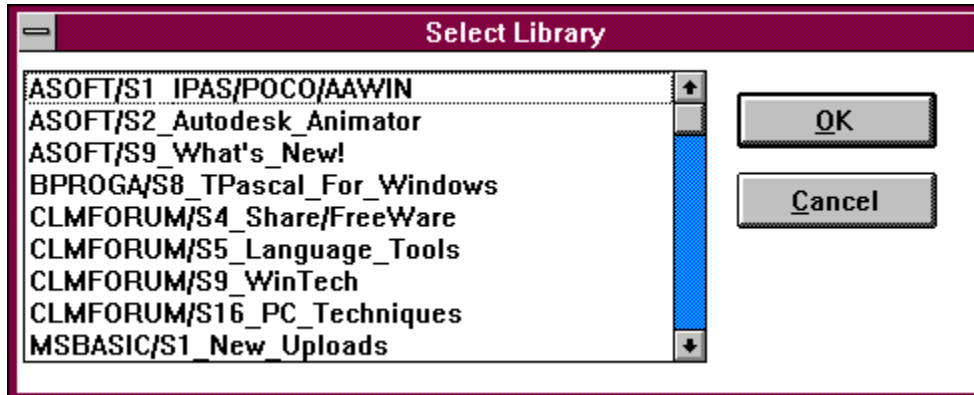 Select Library
ASOFT/S1_IPAS/POCO/AAWIN
ASOFT/S2_Autodesk_Animator
ASOFT/S9_What's_New!
BPROGA/S8_TPascal_For_Windows
CLMFORUM/S4_Share/FreeWare
CLMFORUM/S5_Language_Tools
CLMFORUM/S9_WinTech
CLMFORUM/S16_PC_Techniques
MSBASIC/S1_New_Uploads
OK
Cancel